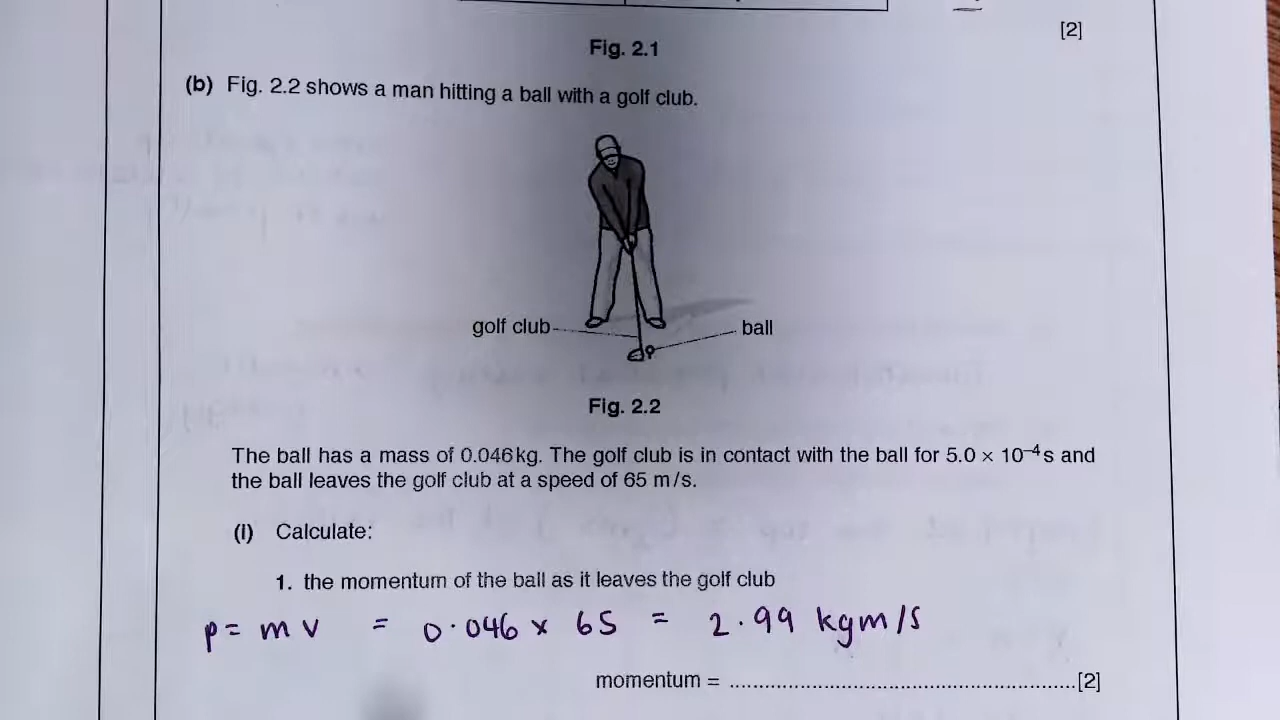 [2]
Fig. 2.1
(b) Fig. 2.2 shows a man hitting a ball with a golf club.
golf club
ball
Fig. 2.2
The ball has a mass of 0.046 kg. The golf club is in contact with the ball for 5.0 × 10⁻⁴ s and
the ball leaves the golf club at a speed of 65 m/s.
(i) Calculate:
1. the momentum of the ball as it leaves the golf club
p = m v = 0.046 × 65 = 2.99 kgm/s
momentum = ........................................................... [2]